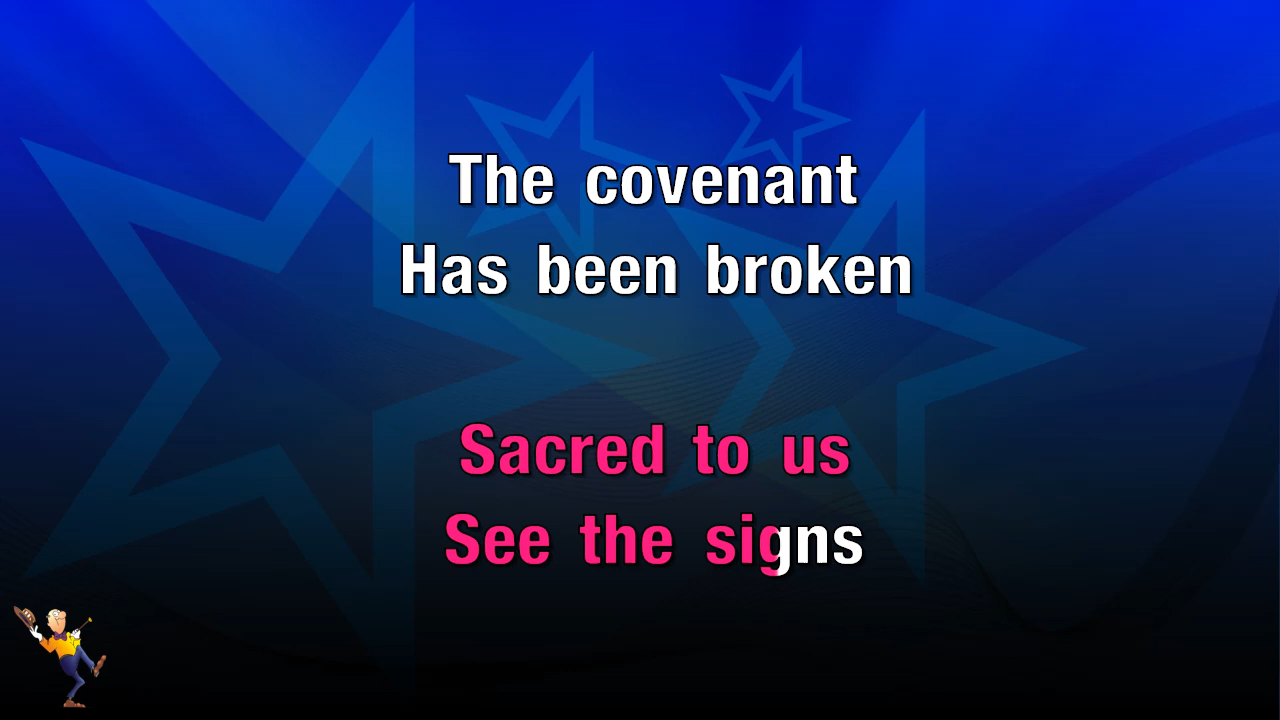 The covenant
Has been broken
Sacred to us
See the signs